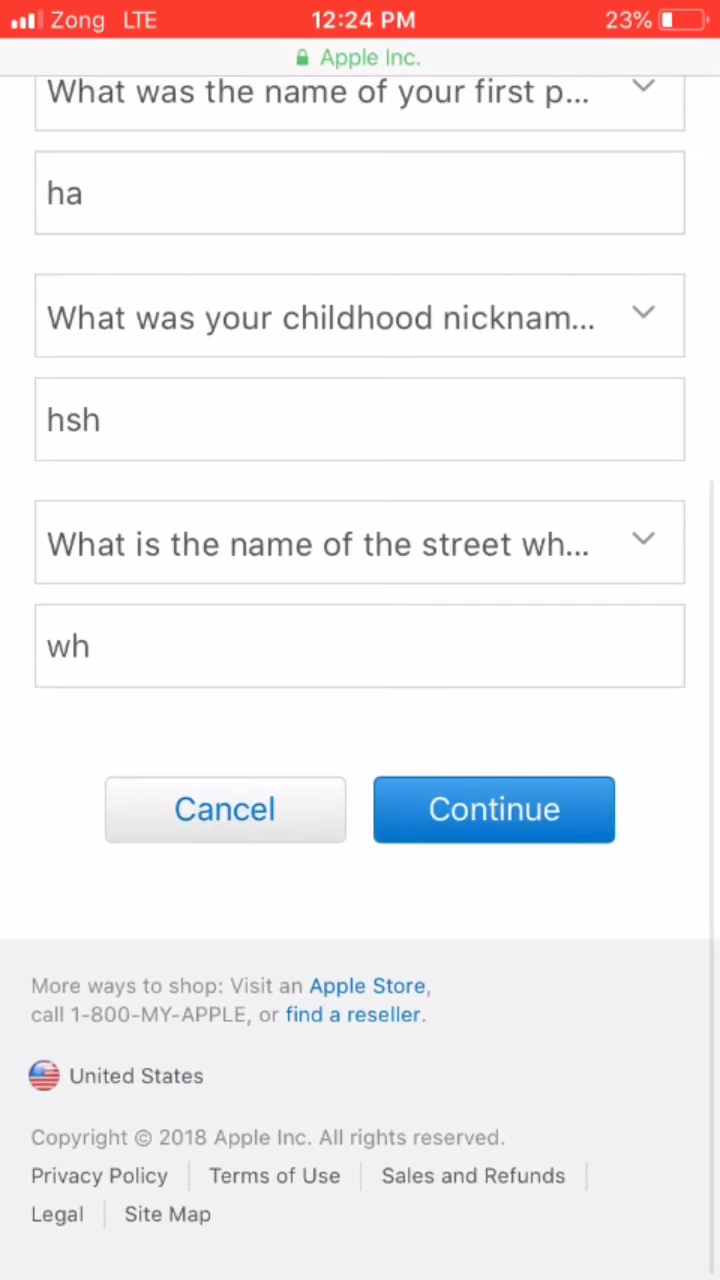 Zong LTE 12:24 PM 23%
Apple Inc.
What was the name of your first p...
ha
What was your childhood nicknam...
hsh
What is the name of the street wh...
wh
Cancel Continue
More ways to shop: Visit an Apple Store,
call 1-800-MY-APPLE, or find a reseller.
United States
Copyright © 2018 Apple Inc. All rights reserved.
Privacy Policy Terms of Use Sales and Refunds
Legal Site Map